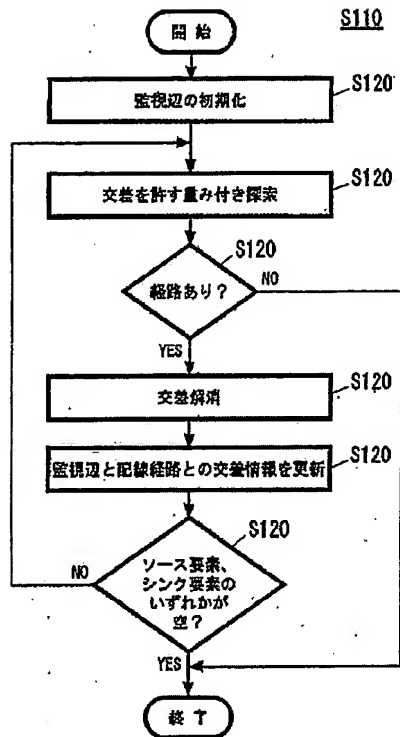 S110
開始
S120
監視辺の初期化
S120
交差を許す重み付き探索
S120
経路あり？
NO
YES
S120
交差解消
S120
監視辺と配線経路との交差情報を更新
S120
ソース要素、
シンク要素の
いずれかが
空？
NO
YES
終了